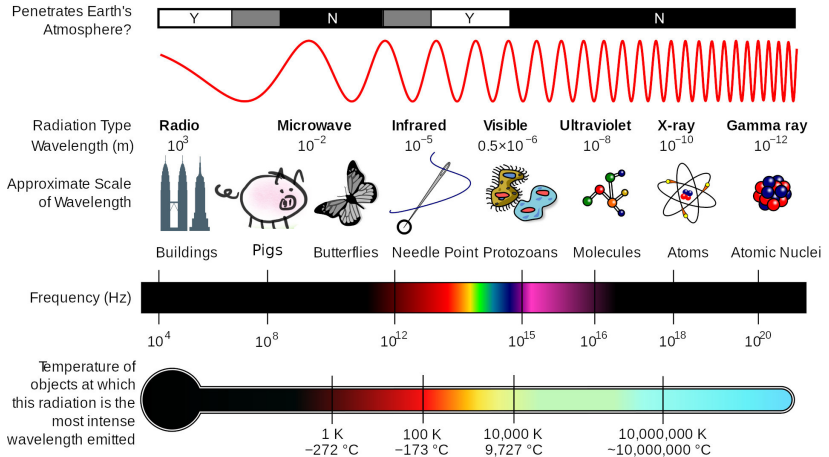 Penetrates Earth's
Atmosphere?
Y N Y N
Radiation Type
Radio Microwave Infrared Visible Ultraviolet X-ray Gamma ray
Wavelength (m)
10³ 10⁻² 10⁻⁵ 0.5×10⁻⁶ 10⁻⁸ 10⁻¹⁰ 10⁻¹²
Approximate Scale
of Wavelength
Buildings Pigs Butterflies Needle Point Protozoans Molecules Atoms Atomic Nuclei
Frequency (Hz)
10⁴ 10⁸ 10¹² 10¹⁵ 10¹⁶ 10¹⁸ 10²⁰
Temperature of
objects at which
this radiation is the
most intense
wavelength emitted
1 K 100 K 10,000 K 10,000,000 K
−272 °C −173 °C 9,727 °C ~10,000,000 °C